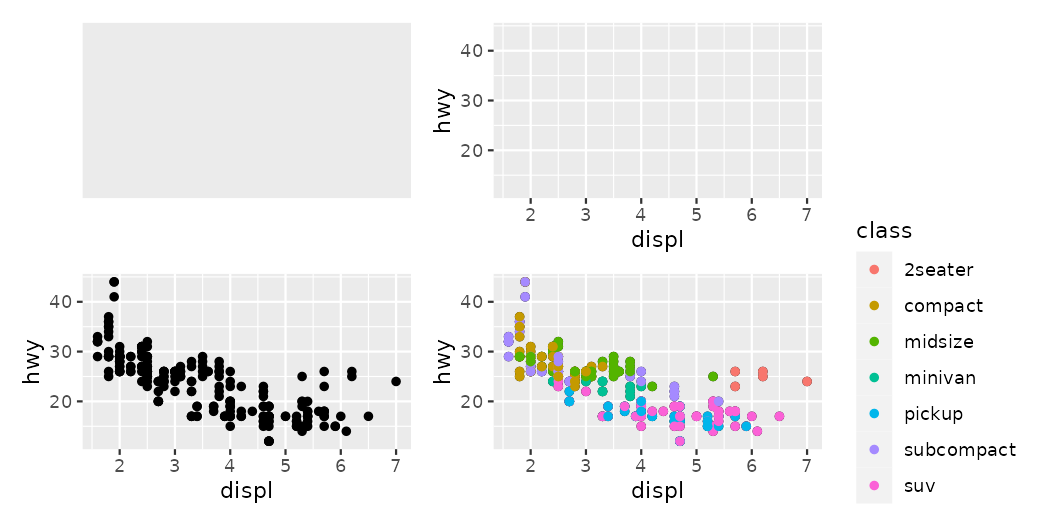 hwy
40
30
20
2 3 4 5 6 7
displ
hwy
40
30
20
2 3 4 5 6 7
displ
hwy
40
30
20
2 3 4 5 6 7
displ
class
2seater
compact
midsize
minivan
pickup
subcompact
suv